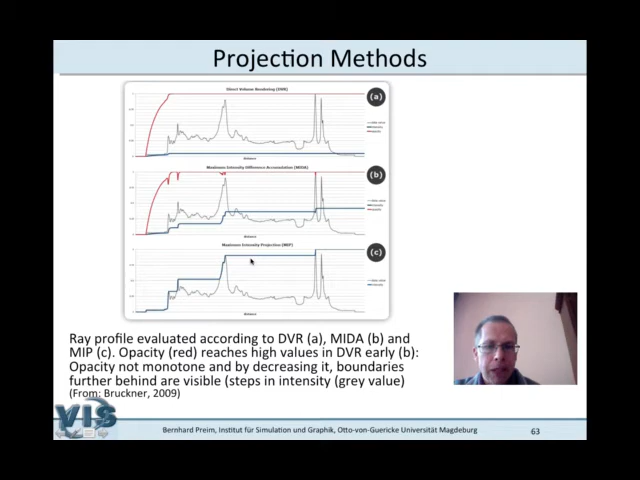 Projection Methods
Direct Volume Rendering (DVR)
(a)
Distance
Maximum Intensity Difference Accumulation (MIDA)
(b)
Distance
Maximum Intensity Projection (MIP)
(c)
Distance
Ray profile evaluated according to DVR (a), MIDA (b) and
MIP (c). Opacity (red) reaches high values in DVR early (b):
Opacity not monotone and by decreasing it, boundaries
further behind are visible (steps in intensity (grey value)
(From: Bruckner, 2009)
VIS
Bernhard Preim, Institut für Simulation und Graphik, Otto-von-Guericke Universität Magdeburg
63